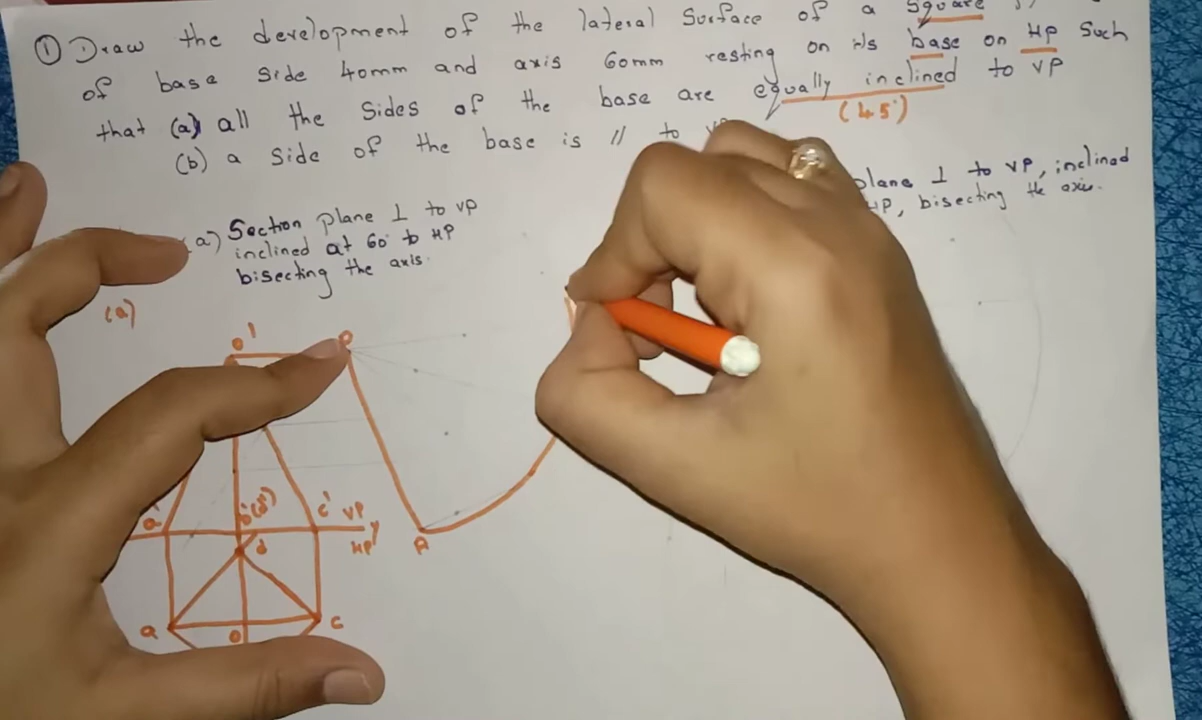 ① Draw the development of the lateral Surface of a Square
of base side 40mm and axis 60mm resting on its base on HP Such
that (a) all the Sides of the base are equally inclined to VP
(45°)
(b) a side of the base is // to
plane ⊥ to VP, inclined
HP, bisecting the axis.
(a) Section plane ⊥ to VP
inclined at 60° to HP
bisecting the axis.
(a)
o'
O
a'
b'(d')
c'
VP
y
HP
d
A
a
o
c